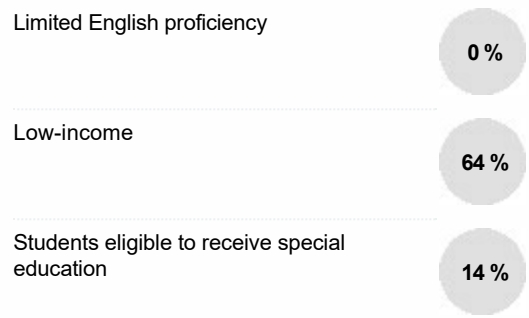 Limited English proficiency
0 %
Low-income
64 %
Students eligible to receive special
education
14 %